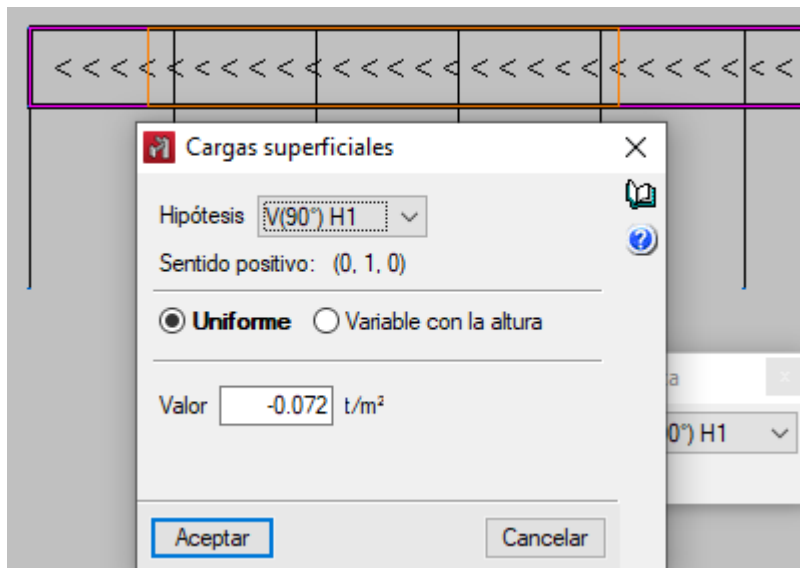 <<<<<<<<<<<<<<<<<<<<<<<<<<<
Cargas superficiales
Hipótesis V(90°) H1
Sentido positivo: (0, 1, 0)
Uniforme Variable con la altura
Valor -0.072 t/m²
a x
0°) H1
Aceptar Cancelar